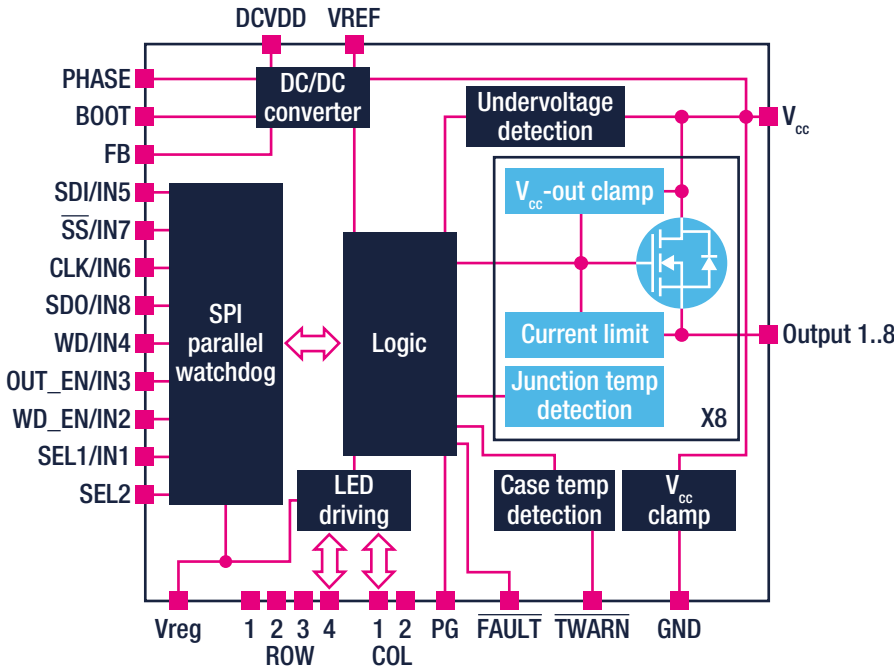 DCVDD VREF
PHASE
BOOT
FB
SDI/IN5
SS/IN7
CLK/IN6
SDO/IN8
WD/IN4
OUT_EN/IN3
WD_EN/IN2
SEL1/IN1
SEL2
DC/DC
converter
Undervoltage
detection
Vcc
Vcc-out clamp
SPI
parallel
watchdog
Logic
Current limit
Output 1..8
Junction temp
detection
X8
LED
driving
Case temp
detection
Vcc
clamp
Vreg
1 2 3 4
ROW
1 2
COL
PG
FAULT
TWARN
GND